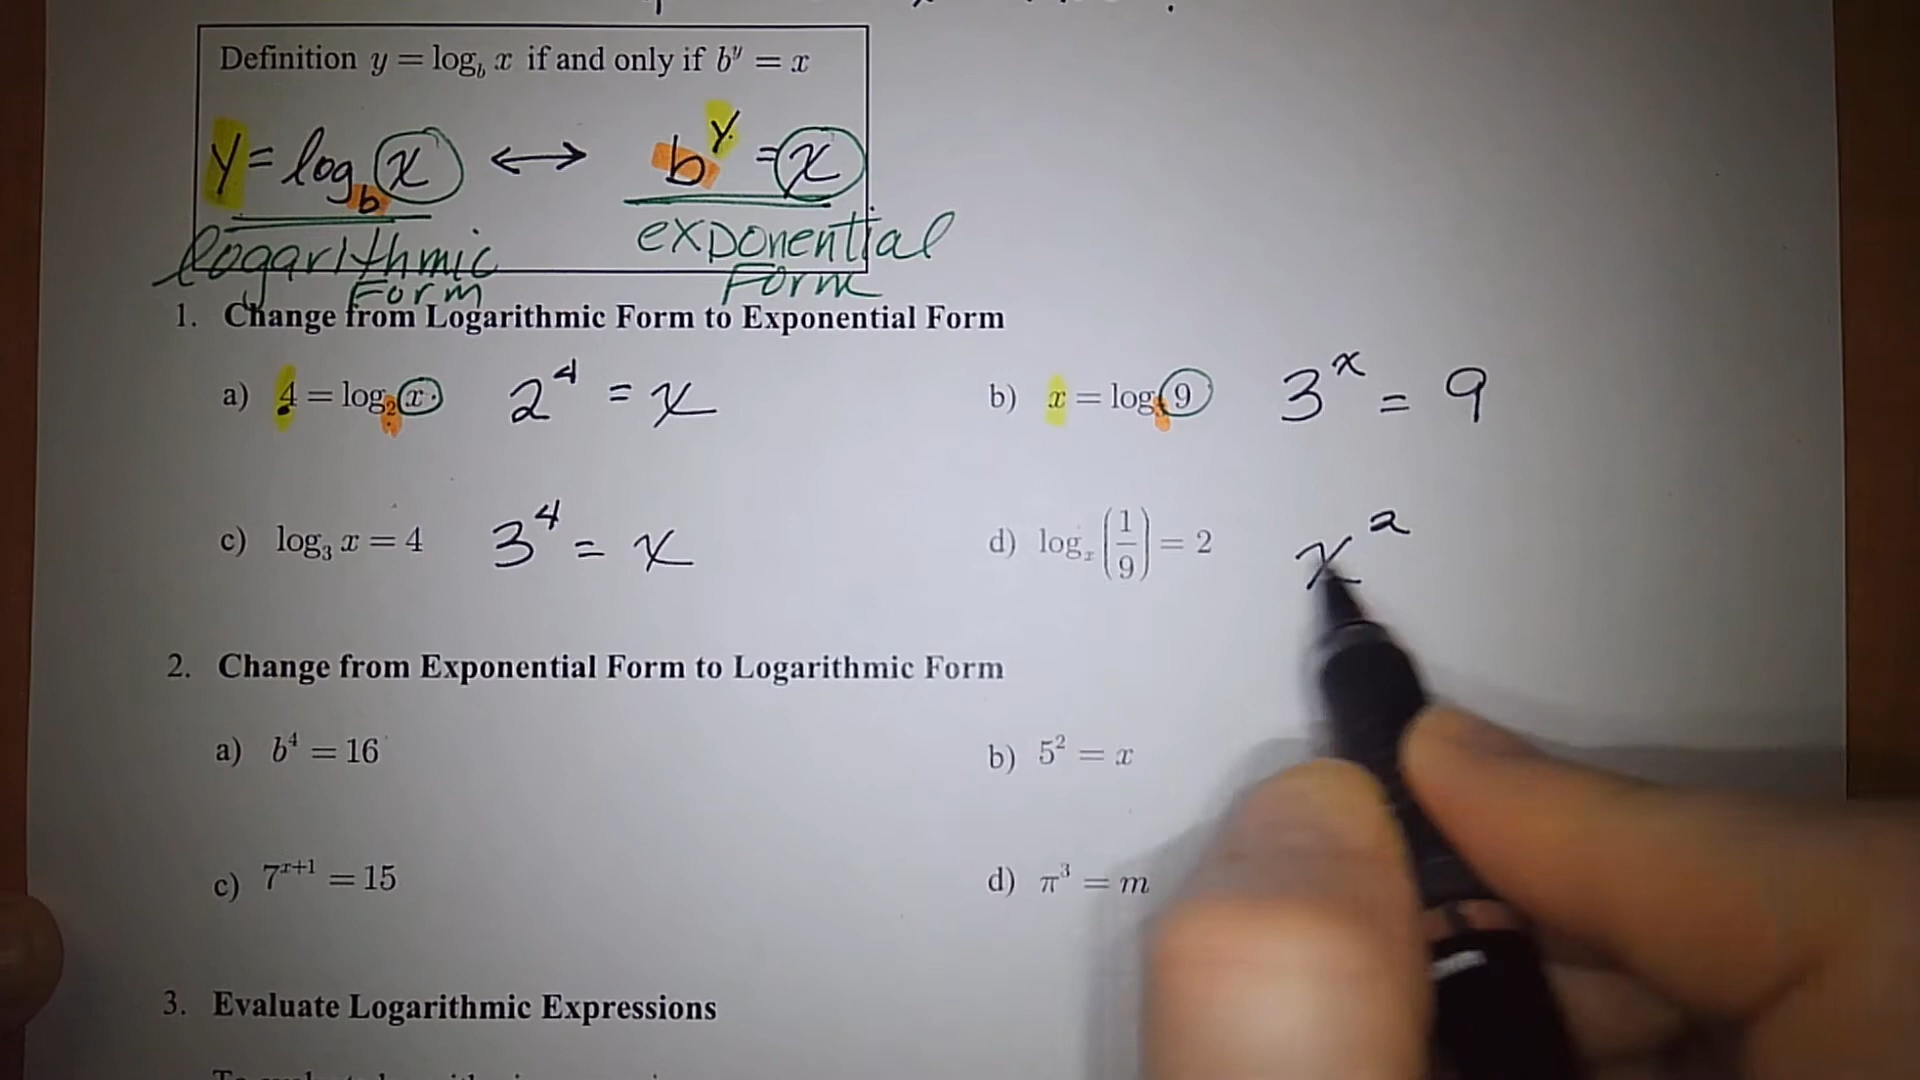 Definition y = log_b x if and only if b^y = x
y = log_b x ↔ b^y = x
logarithmic Form exponential Form
1. Change from Logarithmic Form to Exponential Form
a) 4 = log_2 x 2^4 = x b) x = log_3 9 3^x = 9
c) log_3 x = 4 3^4 = x d) log_x (1/9) = 2 x^2
2. Change from Exponential Form to Logarithmic Form
a) b^4 = 16 b) 5^2 = x
c) 7^{x+1} = 15 d) π^3 = m
3. Evaluate Logarithmic Expressions